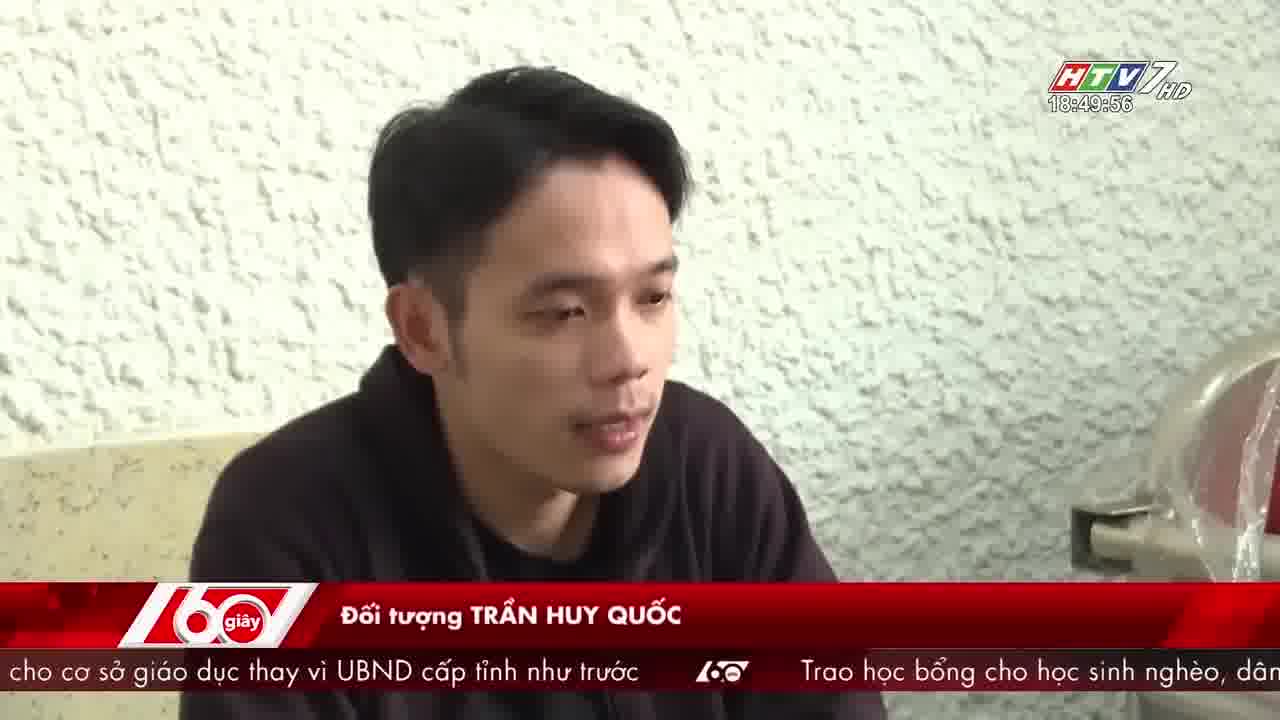 HTV7 HD
18:49:56
60 giây
Đối tượng TRẦN HUY QUỐC
cho cơ sở giáo dục thay vì UBND cấp tỉnh như trước
60
Trao học bổng cho học sinh nghèo, dân